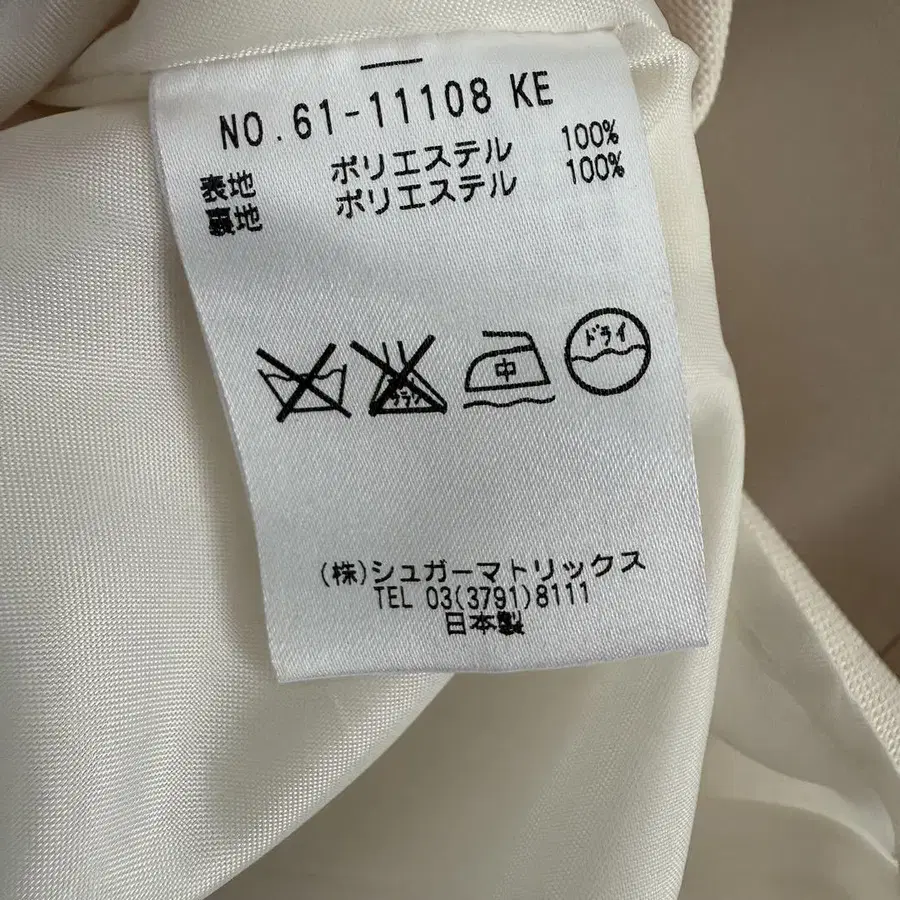 NO.61-11108 KE
表地 ポリエステル 100%
裏地 ポリエステル 100%
中
ドライ
(株)シュガーマトリックス
TEL 03(3791)8111
日本製